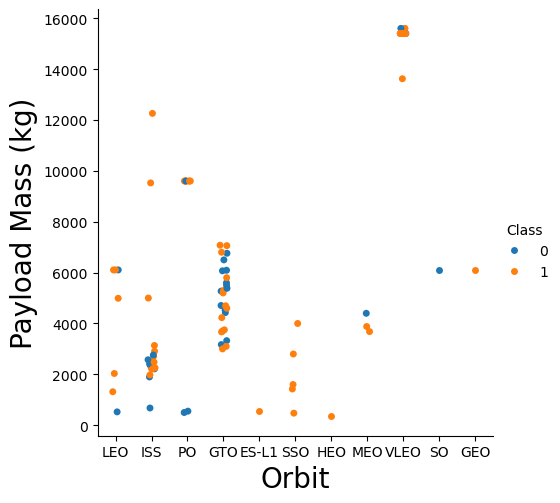 16000
14000
12000
10000
8000
6000
4000
2000
0
Payload Mass (kg)
LEO ISS PO GTO ES-L1 SSO HEO MEO VLEO SO GEO
Orbit
Class
0
1